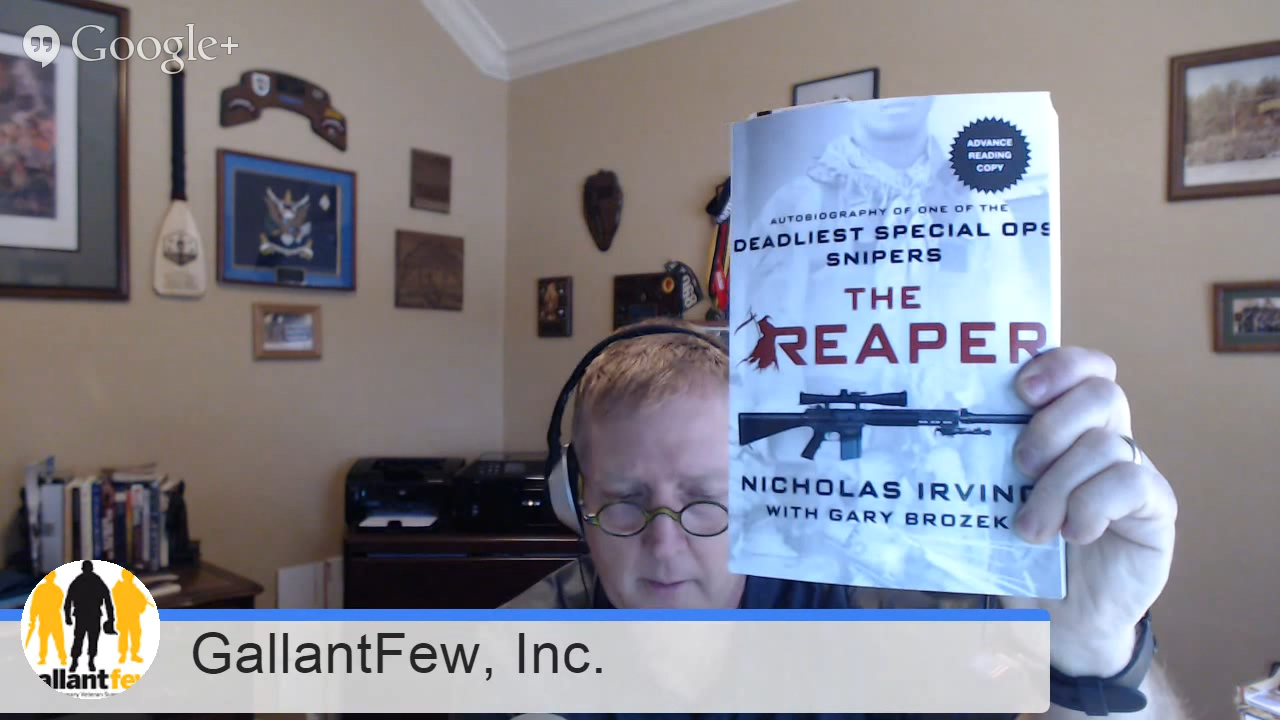 Google+
ADVANCE
READING
COPY
AUTOBIOGRAPHY OF ONE OF THE
DEADLIEST SPECIAL OPS
SNIPERS
THE
REAPER
NICHOLAS IRVING
WITH GARY BROZEK
GallantFew, Inc.
allantfew